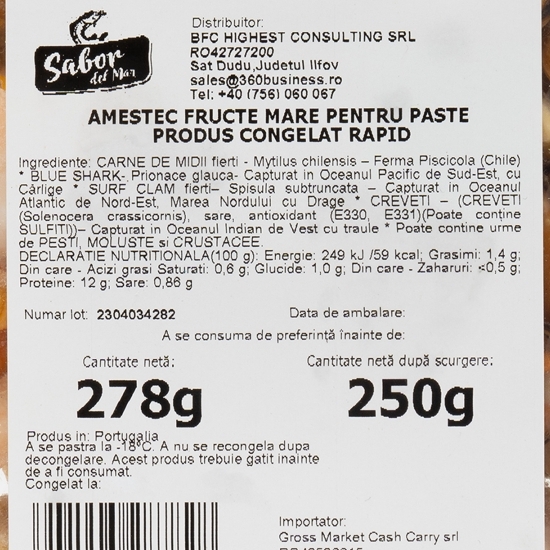 Sabor
del Mar
Distribuitor:
BFC HIGHEST CONSULTING SRL
RO42727200
Sat Dudu,Judetul Ilfov
sales@360business.ro
Tel: +40 (756) 060 067
AMESTEC FRUCTE MARE PENTRU PASTE
PRODUS CONGELAT RAPID
Ingrediente: CARNE DE MIDII fierti - Mytilus chilensis – Ferma Piscicola (Chile)
* BLUE SHARK- Prionace glauca- Capturat in Oceanul Pacific de Sud-Est, cu
Cârlige * SURF CLAM fierti– Spisula subtruncata – Capturat in Oceanul
Atlantic de Nord-Est, Marea Nordului cu Drage * CREVETI – (CREVETI
(Solenocera crassicornis), sare, antioxidant (E330, E331)(Poate conține
SULFITI))– Capturat in Oceanul Indian de Vest cu traule * Poate contine urme
de PESTI, MOLUSTE si CRUSTACEE.
DECLARATIE NUTRITIONALA(100 g): Energie: 249 kJ /59 kcal; Grasimi: 1,4 g;
Din care - Acizi grasi Saturati: 0,6 g; Glucide: 1,0 g; Din care - Zaharuri: <0,5 g;
Proteine: 12 g; Sare: 0,86 g
Numar lot: 2304034282
Data de ambalare:
A se consuma de preferință înainte de:
Cantitate netă:
Cantitate netă după scurgere:
278g
250g
Produs in: Portugalia
A se pastra la -18°C. A nu se recongela dupa
decongelare. Acest produs trebuie gatit inainte
de a fi consumat.
Congelat la:
Importator:
Gross Market Cash Carry srl